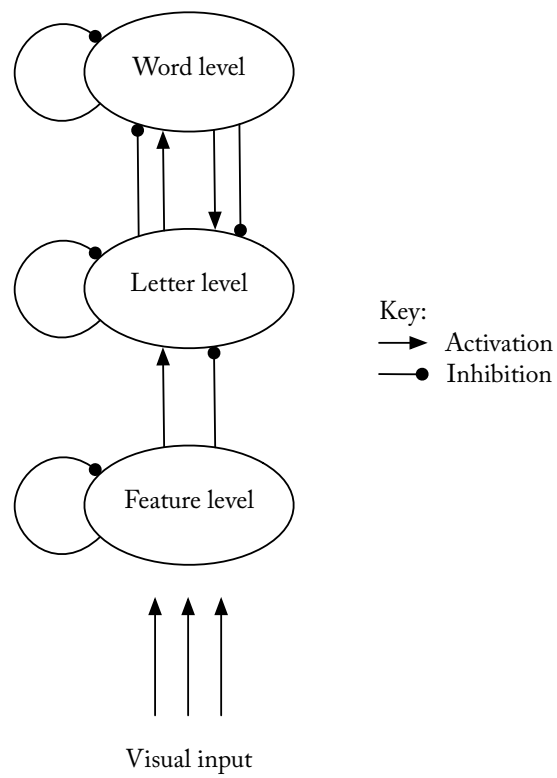 Word level
Letter level
Key:
Activation
Inhibition
Feature level
Visual input